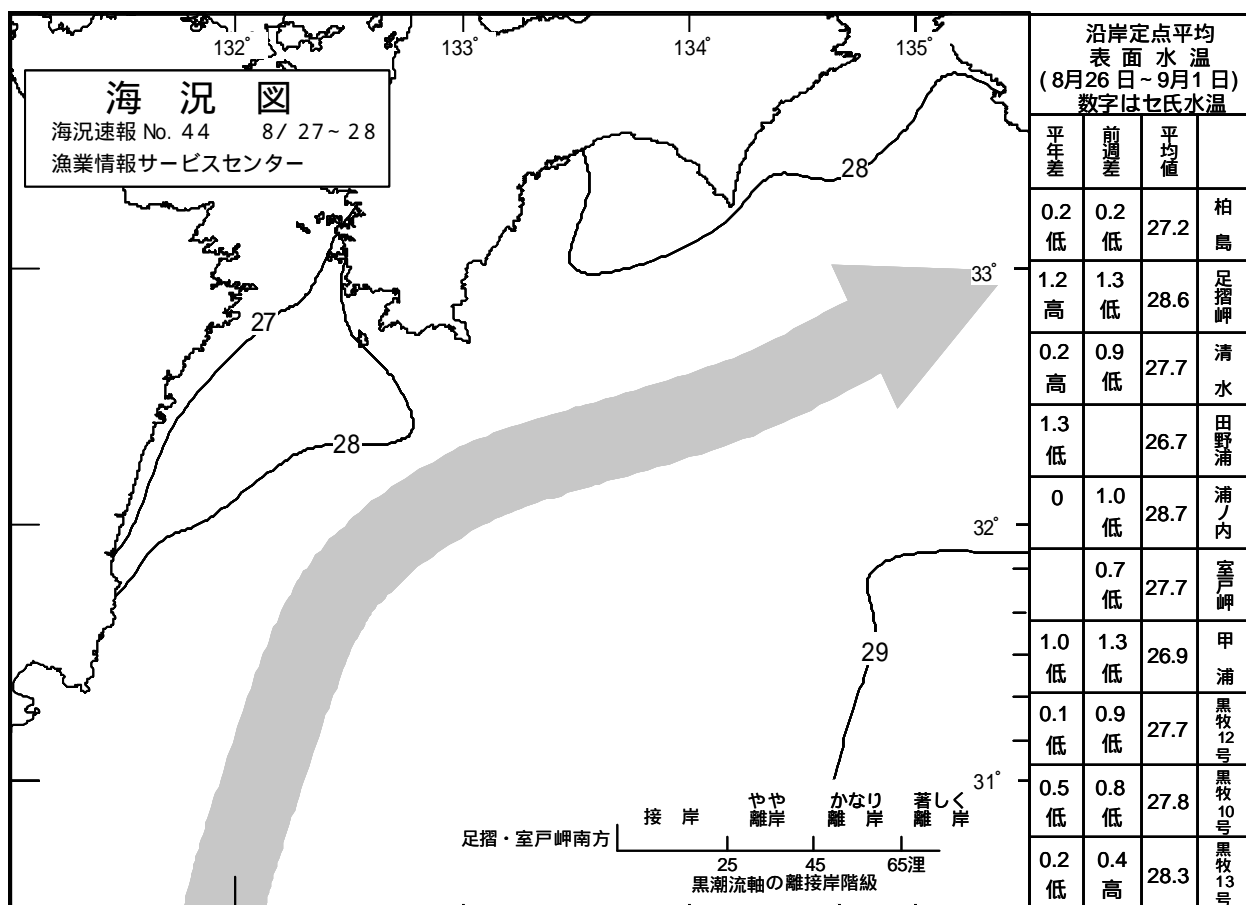 132°
133°
134°
135°
海 況 図
海況速報 No. 44 8/ 27~28
漁業情報サービスセンター
28
27
28
29
33°
32°
31°
接 岸
やや
離岸
かなり
離 岸
著しく
離 岸
足摺・室戸岬南方
25
45
65浬
黒潮流軸の離接岸階級
沿岸定点平均
表 面 水 温
(8月26日~9月1日)
数字はセ氏水温
平年差 前週差 平均値
0.2低 0.2低 27.2 柏島
1.2高 1.3低 28.6 足摺岬
0.2高 0.9低 27.7 清水
1.3低 26.7 田野浦
0 1.0低 28.7 浦ノ内
0.7低 27.7 室戸岬
1.0低 1.3低 26.9 甲浦
0.1低 0.9低 27.7 黒牧12号
0.5低 0.8低 27.8 黒牧10号
0.2低 0.4高 28.3 黒牧13号